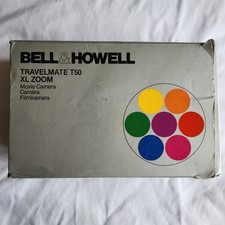 BELL & HOWELL
TRAVELMATE T50
XL ZOOM
Movie Camera
Caméra
Filmkamera